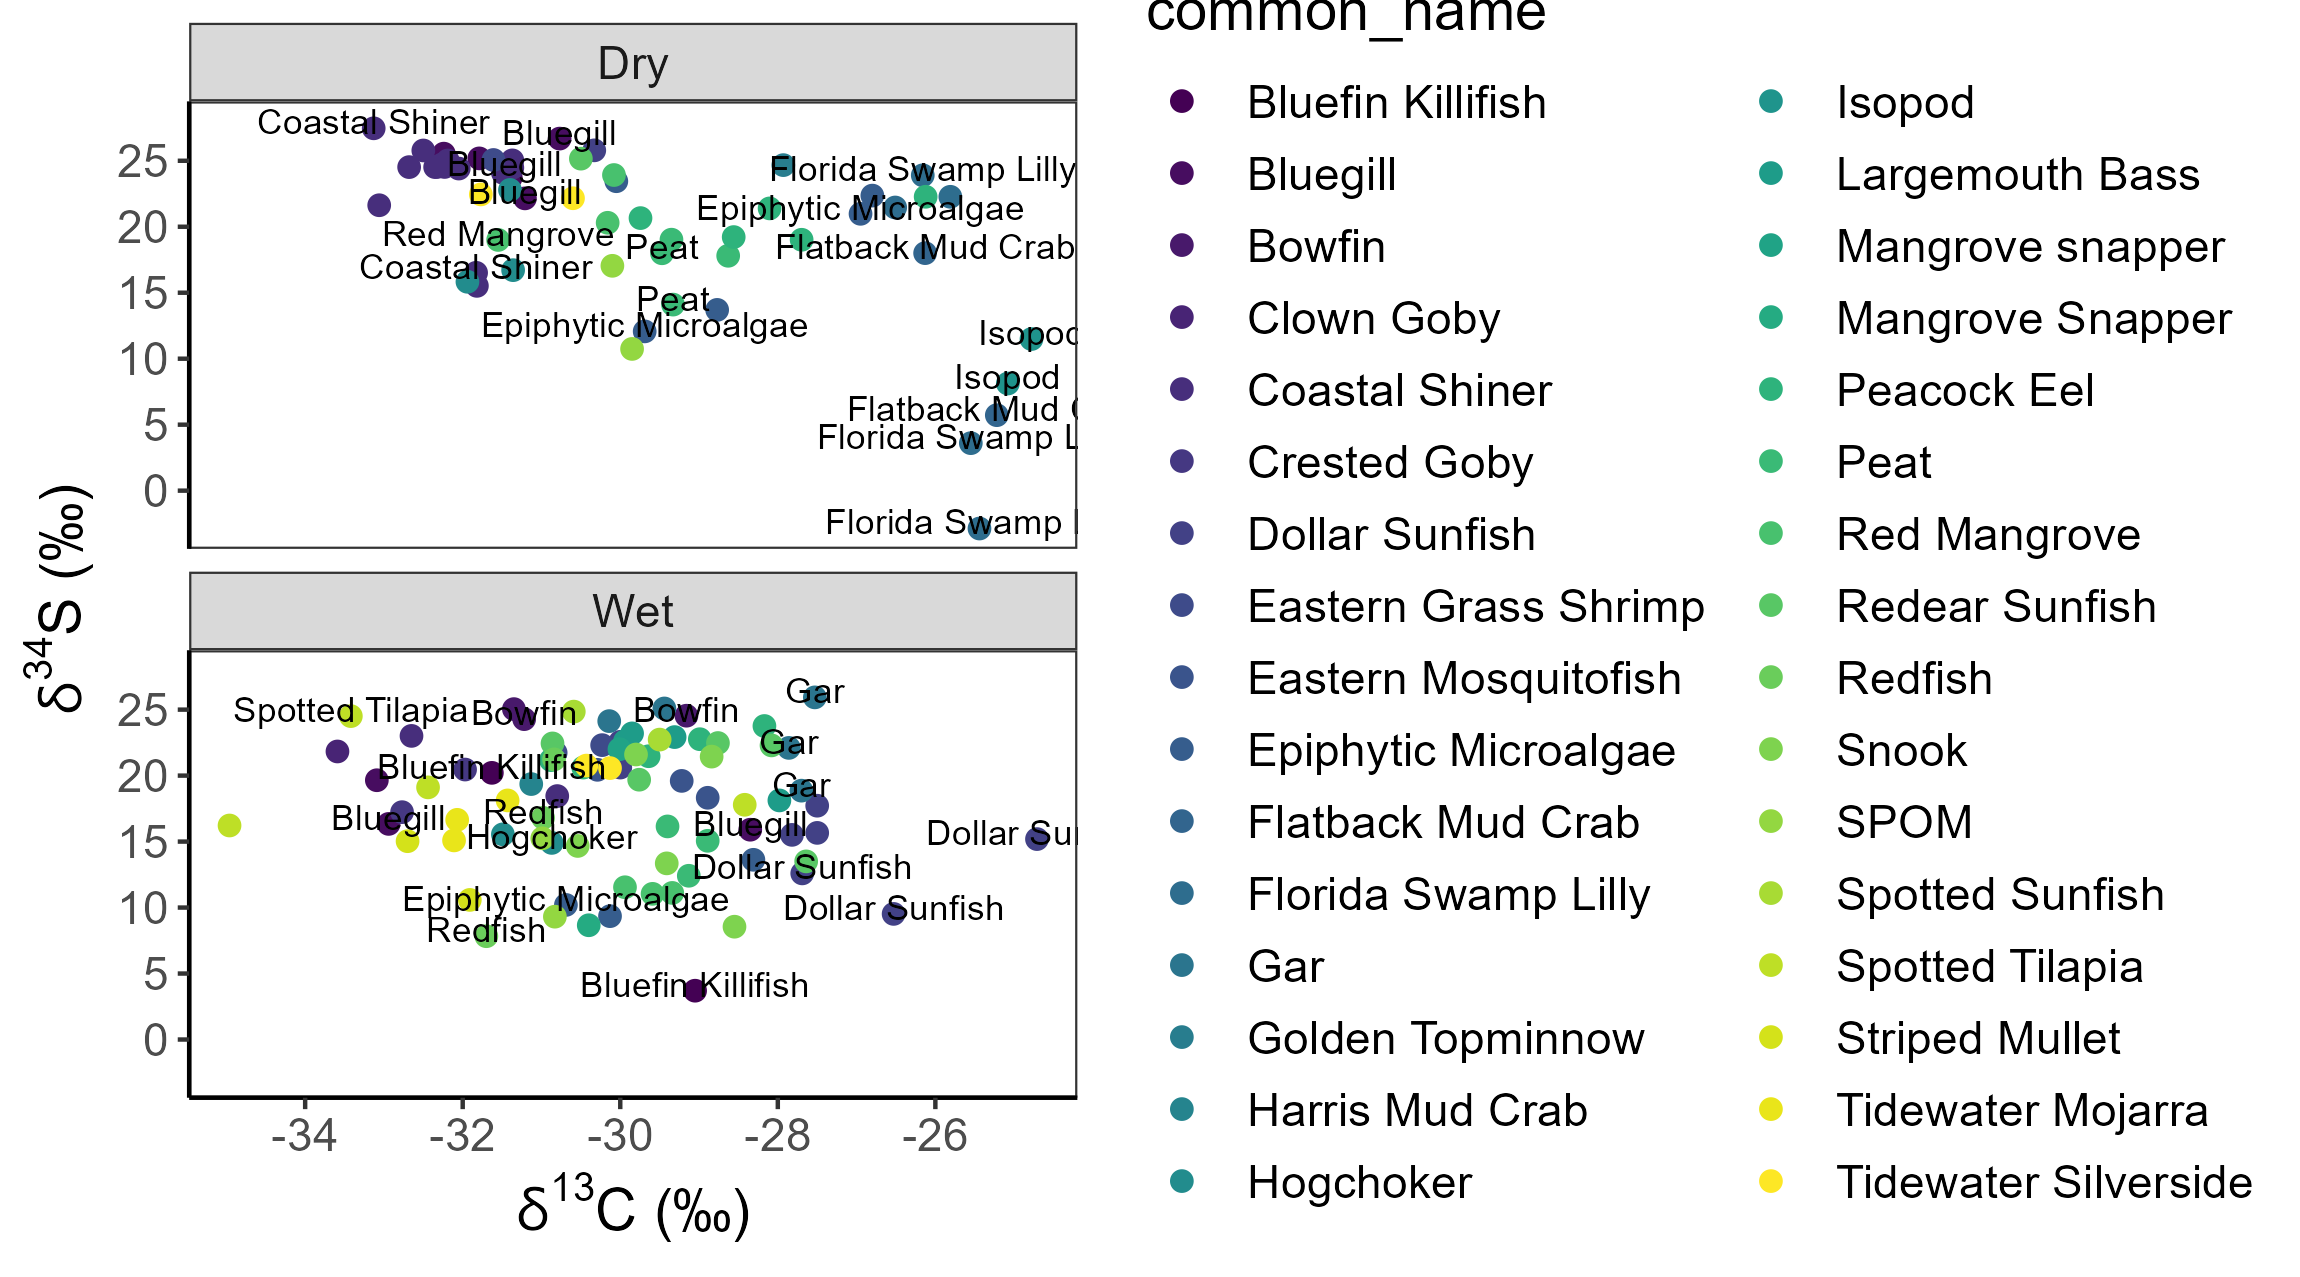 common_name
Dry
Coastal Shiner
Bluegill
Bluegill
Florida Swamp Lilly
Bluegill
Epiphytic Microalgae
Red Mangrove
Peat
Flatback Mud Crab
Coastal Shiner
Peat
Epiphytic Microalgae
Isopod
Isopod
Flatback Mud
Florida Swamp L
Florida Swamp
25
20
15
10
5
0
Wet
Gar
Spotted Tilapia
Bowfin
Bowfin
Gar
Bluefin Killifish
Gar
Redfish
Bluegill
Bluegill
Hogchoker
Dollar Sun
Dollar Sunfish
Epiphytic Microalgae
Dollar Sunfish
Redfish
Bluefin Killifish
25
20
15
10
5
0
-34 -32 -30 -28 -26
δ13C (‰)
δ34S (‰)
Bluefin Killifish
Bluegill
Bowfin
Clown Goby
Coastal Shiner
Crested Goby
Dollar Sunfish
Eastern Grass Shrimp
Eastern Mosquitofish
Epiphytic Microalgae
Flatback Mud Crab
Florida Swamp Lilly
Gar
Golden Topminnow
Harris Mud Crab
Hogchoker
Isopod
Largemouth Bass
Mangrove snapper
Mangrove Snapper
Peacock Eel
Peat
Red Mangrove
Redear Sunfish
Redfish
Snook
SPOM
Spotted Sunfish
Spotted Tilapia
Striped Mullet
Tidewater Mojarra
Tidewater Silverside